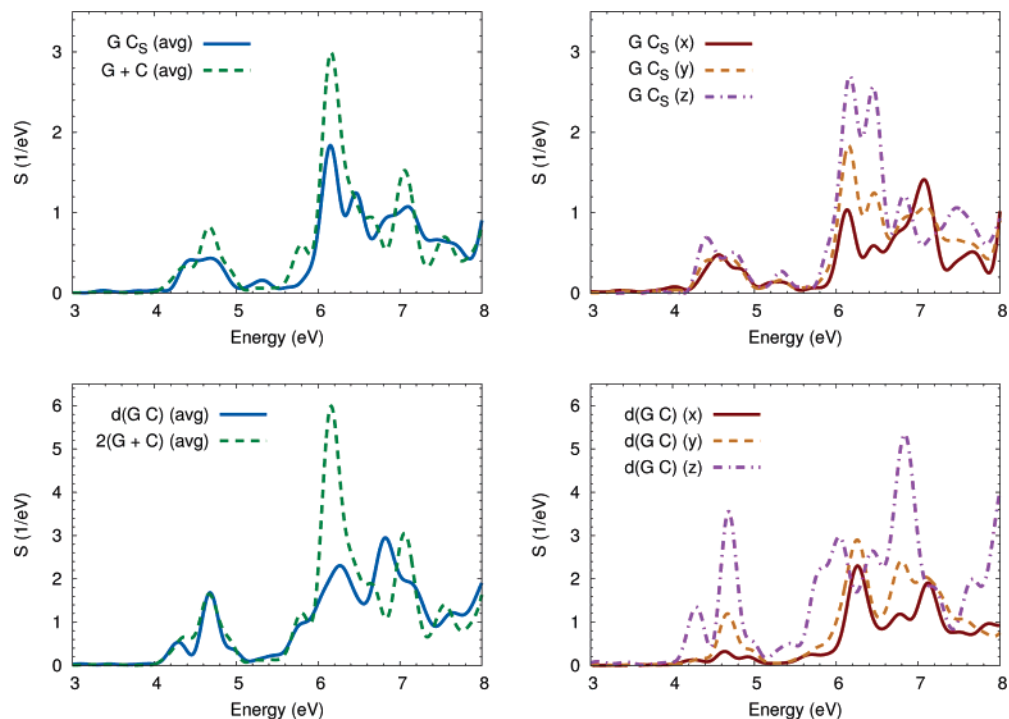 G C_S (avg)
G + C (avg)
S (1/eV)
3
2
1
0
3 4 5 6 7 8
Energy (eV)
G C_S (x)
G C_S (y)
G C_S (z)
S (1/eV)
3
2
1
0
3 4 5 6 7 8
Energy (eV)
d(G C) (avg)
2(G + C) (avg)
S (1/eV)
6
5
4
3
2
1
0
3 4 5 6 7 8
Energy (eV)
d(G C) (x)
d(G C) (y)
d(G C) (z)
S (1/eV)
6
5
4
3
2
1
0
3 4 5 6 7 8
Energy (eV)